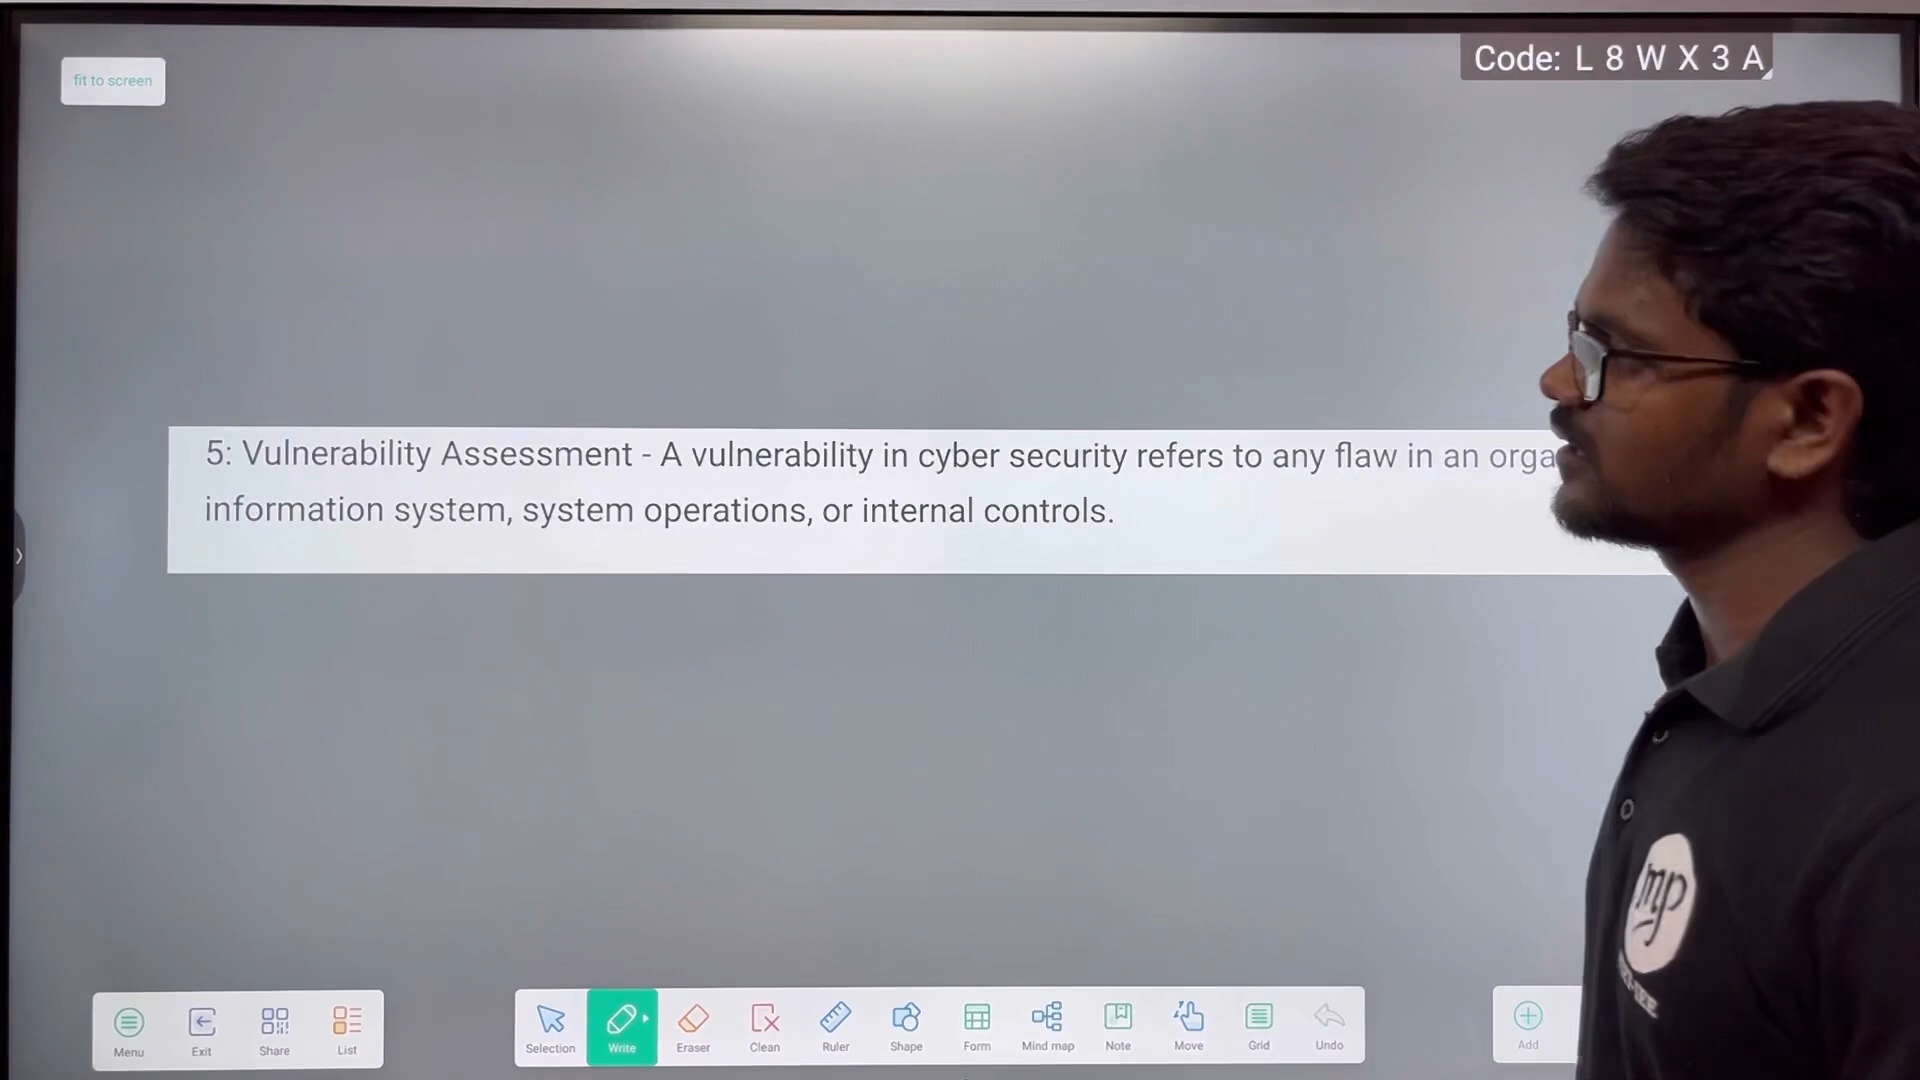 fit to screen
Code: L 8 W X 3 A
5: Vulnerability Assessment - A vulnerability in cyber security refers to any flaw in an
information system, system operations, or internal controls.
Menu Exit Share List Selection Write Eraser Clean Ruler Shape Form Mind map Note Move Grid Undo Add
mp